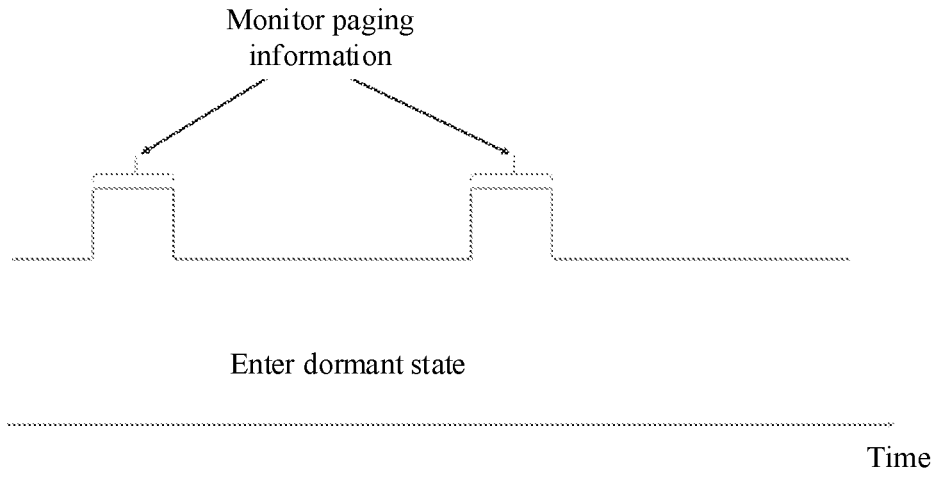 Monitor paging
information
Enter dormant state
Time